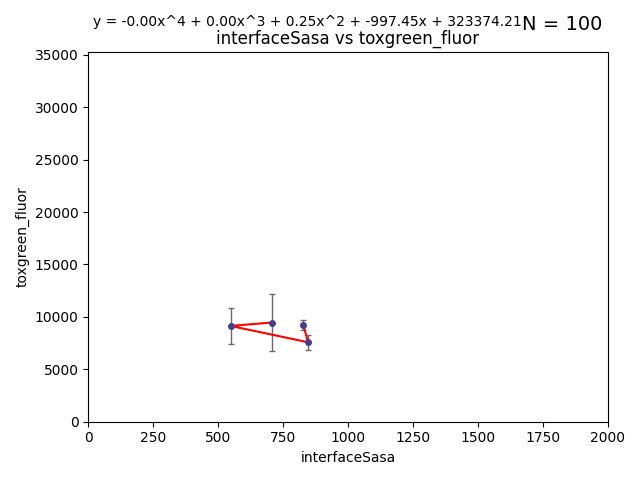 y = -0.00x^4 + 0.00x^3 + 0.25x^2 + -997.45x + 323374.21
N = 100
interfaceSasa vs toxgreen_fluor
35000
30000
25000
20000
15000
10000
5000
0
toxgreen_fluor
0 250 500 750 1000 1250 1500 1750 2000
interfaceSasa